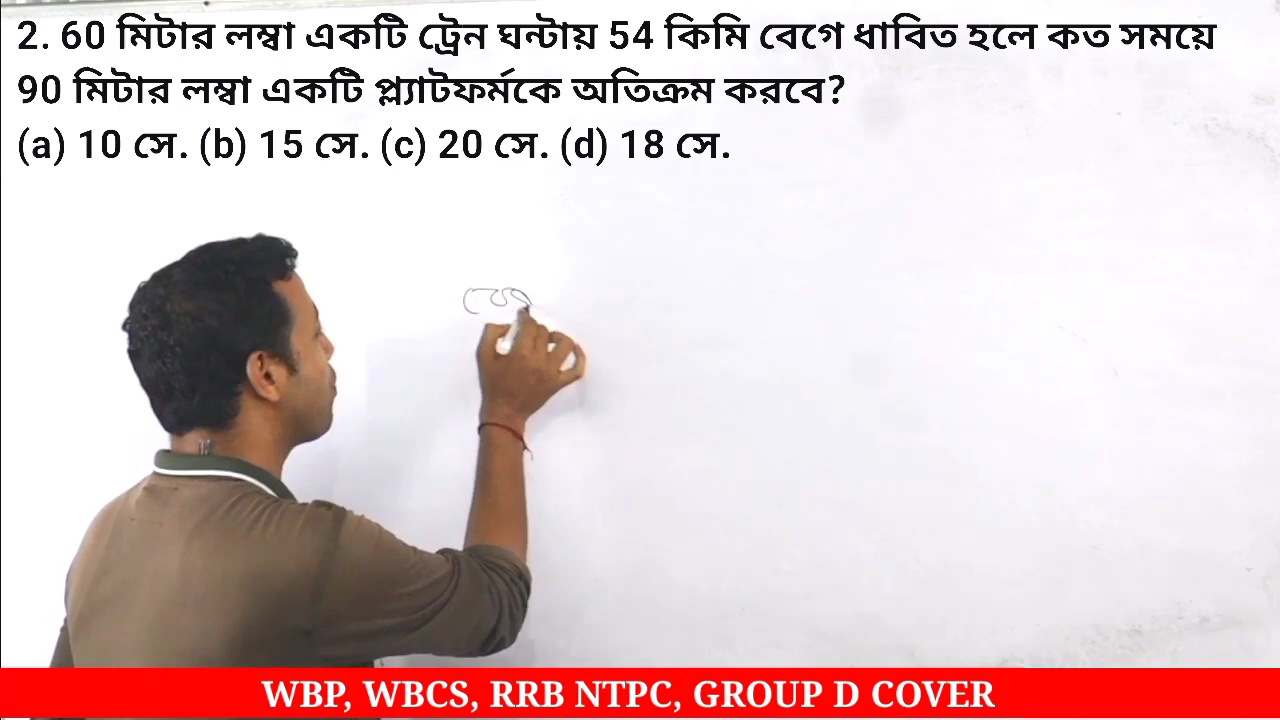 2. 60 মিটার লম্বা একটি ট্রেন ঘন্টায় 54 কিমি বেগে ধাবিত হলে কত সময়ে
90 মিটার লম্বা একটি প্ল্যাটফর্মকে অতিক্রম করবে?
(a) 10 সে. (b) 15 সে. (c) 20 সে. (d) 18 সে.
WBP, WBCS, RRB NTPC, GROUP D COVER